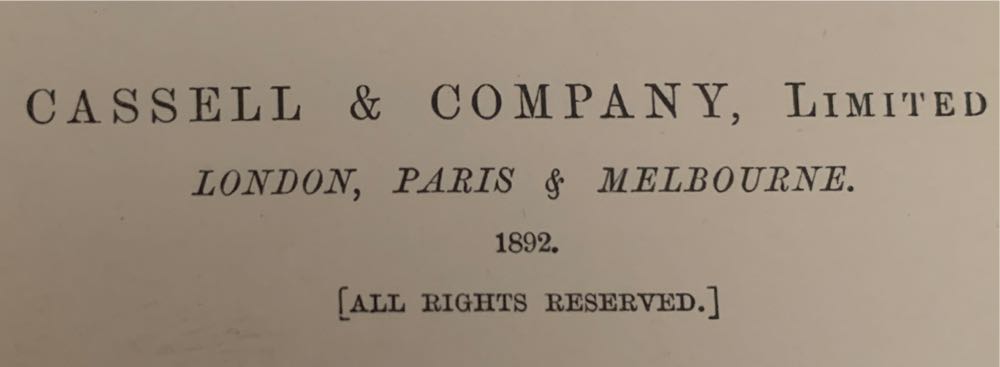 CASSELL & COMPANY, LIMITED
LONDON, PARIS & MELBOURNE.
1892.
[ALL RIGHTS RESERVED.]